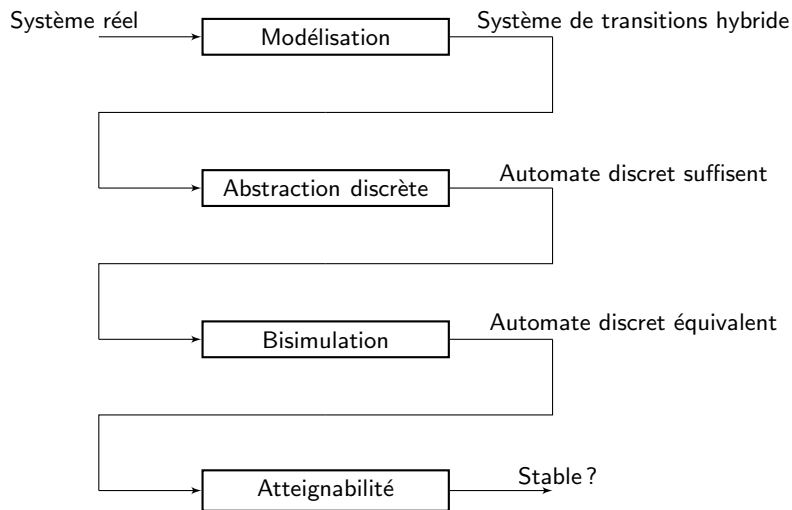 Système réel
Modélisation
Système de transitions hybride
Abstraction discrète
Automate discret suffisent
Bisimulation
Automate discret équivalent
Atteignabilité
Stable ?